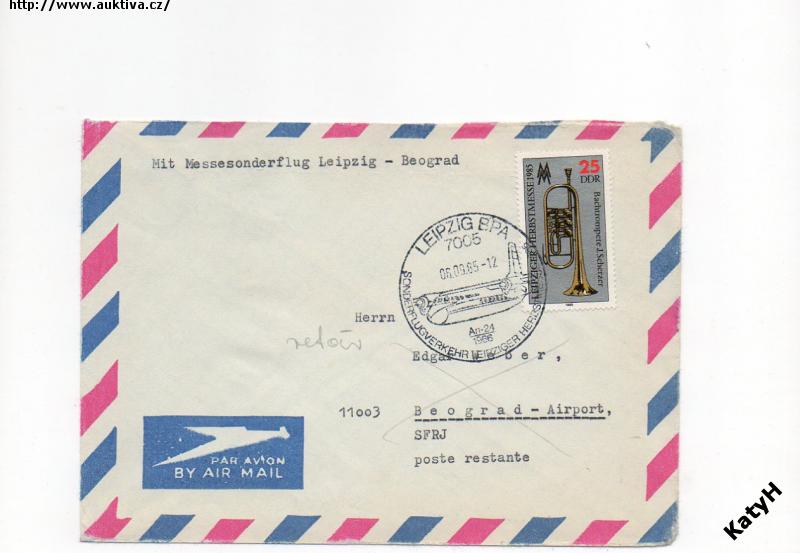 http://www.auktiva.cz/
Mit Messesonderflug Leipzig - Beograd
25
DDR
LEIPZIGER HERBSTMESSE 1985
Bachtrompete J. Scherzer
LEIPZIG BPA
7005
06.09.85-12
An-24
1966
SONDERFLUGVERKEHR LEIPZIGER
Herrn
retour
Edgar
11003 Beograd - Airport,
SFRJ
poste restante
PAR AVION
BY AIR MAIL
KatyH